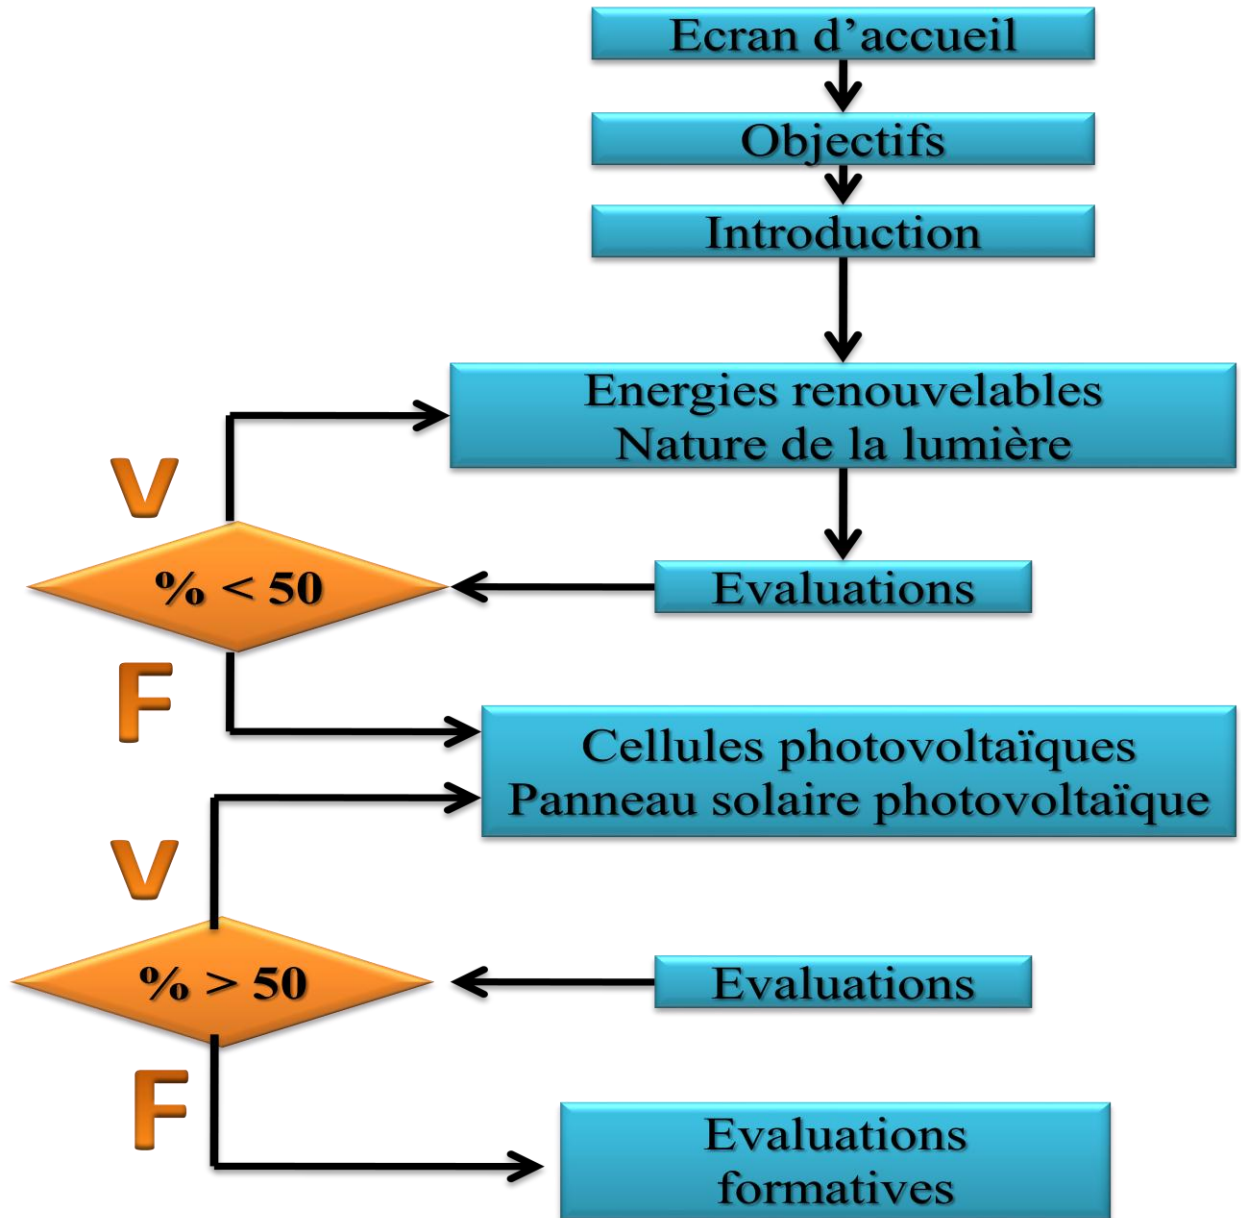 Ecran d’accueil
Objectifs
Introduction
Energies renouvelables
Nature de la lumière
V
% < 50
Evaluations
F
Cellules photovoltaïques
Panneau solaire photovoltaïque
V
% > 50
Evaluations
F
Evaluations
formatives